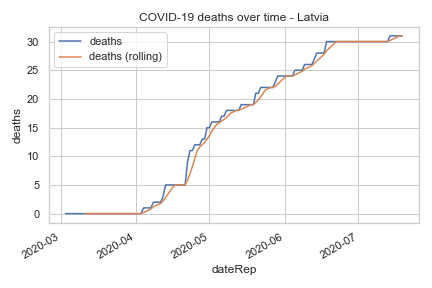 COVID-19 deaths over time - Latvia
deaths
deaths (rolling)
30
25
20
15
10
5
0
deaths
2020-03
2020-04
2020-05
2020-06
2020-07
dateRep